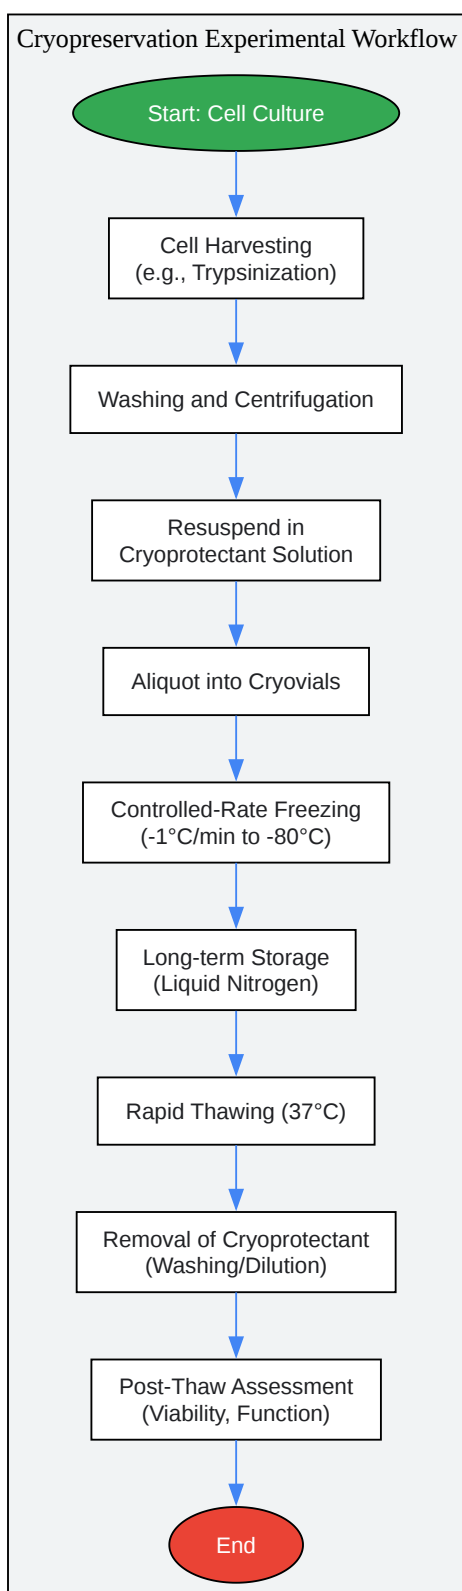 Cryopreservation Experimental Workflow
Start: Cell Culture
Cell Harvesting
(e.g., Trypsinization)
Washing and Centrifugation
Resuspend in
Cryoprotectant Solution
Aliquot into Cryovials
Controlled-Rate Freezing
(-1°C/min to -80°C)
Long-term Storage
(Liquid Nitrogen)
Rapid Thawing (37°C)
Removal of Cryoprotectant
(Washing/Dilution)
Post-Thaw Assessment
(Viability, Function)
End